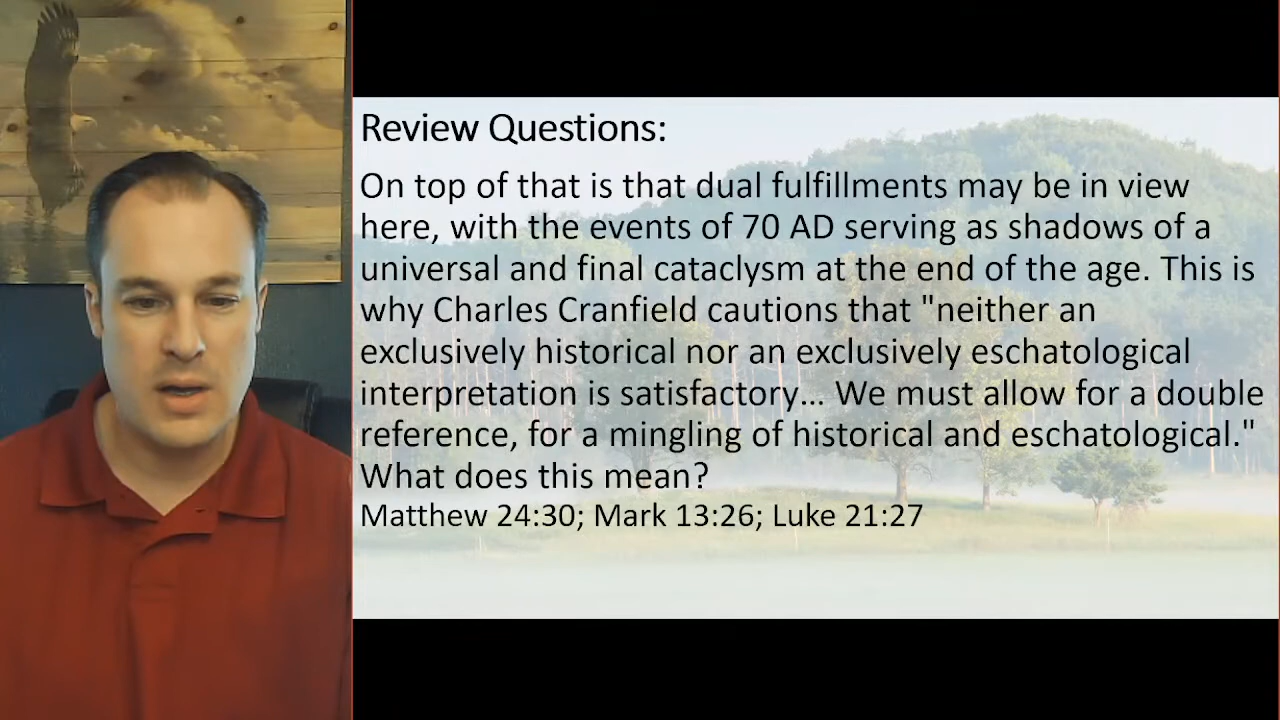 Review Questions:
On top of that is that dual fulfillments may be in view
here, with the events of 70 AD serving as shadows of a
universal and final cataclysm at the end of the age. This is
why Charles Cranfield cautions that "neither an
exclusively historical nor an exclusively eschatological
interpretation is satisfactory... We must allow for a double
reference, for a mingling of historical and eschatological."
What does this mean?
Matthew 24:30; Mark 13:26; Luke 21:27